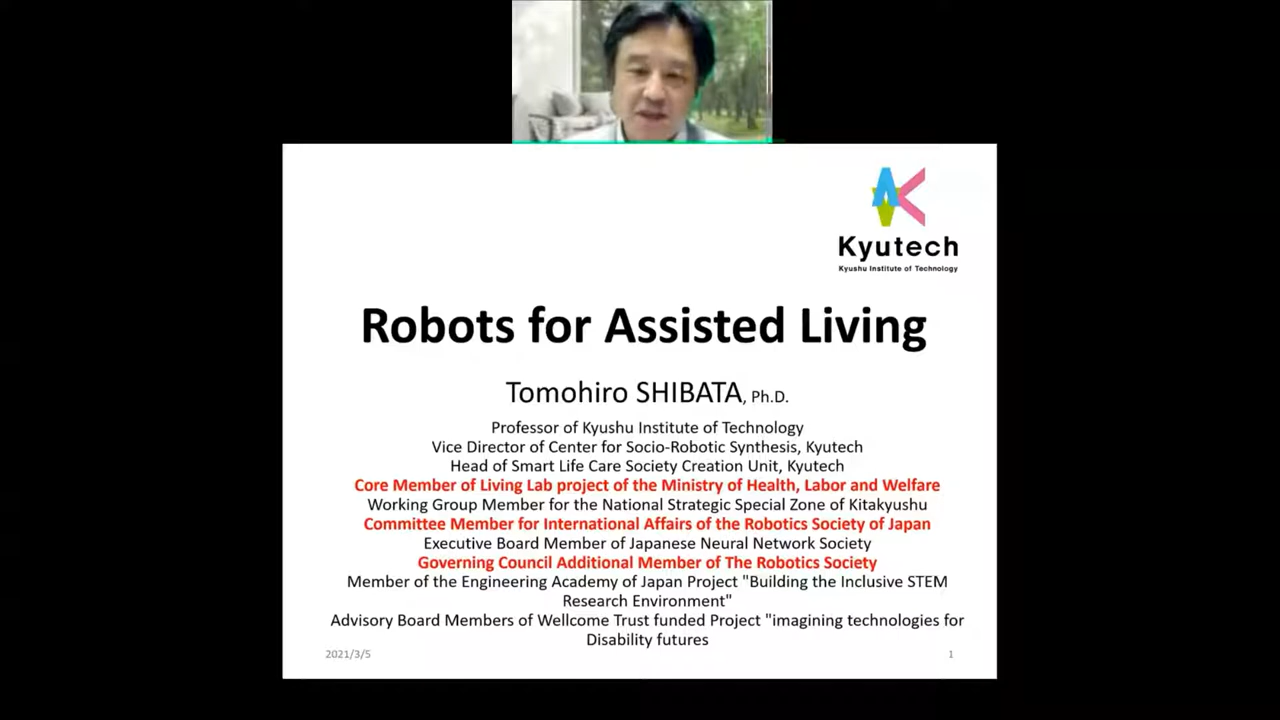 Kyutech
Kyushu Institute of Technology
Robots for Assisted Living
Tomohiro SHIBATA, Ph.D.
Professor of Kyushu Institute of Technology
Vice Director of Center for Socio-Robotic Synthesis, Kyutech
Head of Smart Life Care Society Creation Unit, Kyutech
Core Member of Living Lab project of the Ministry of Health, Labor and Welfare
Working Group Member for the National Strategic Special Zone of Kitakyushu
Committee Member for International Affairs of the Robotics Society of Japan
Executive Board Member of Japanese Neural Network Society
Governing Council Additional Member of The Robotics Society
Member of the Engineering Academy of Japan Project "Building the Inclusive STEM
Research Environment"
Advisory Board Members of Wellcome Trust funded Project "imagining technologies for
Disability futures
2021/3/5
1